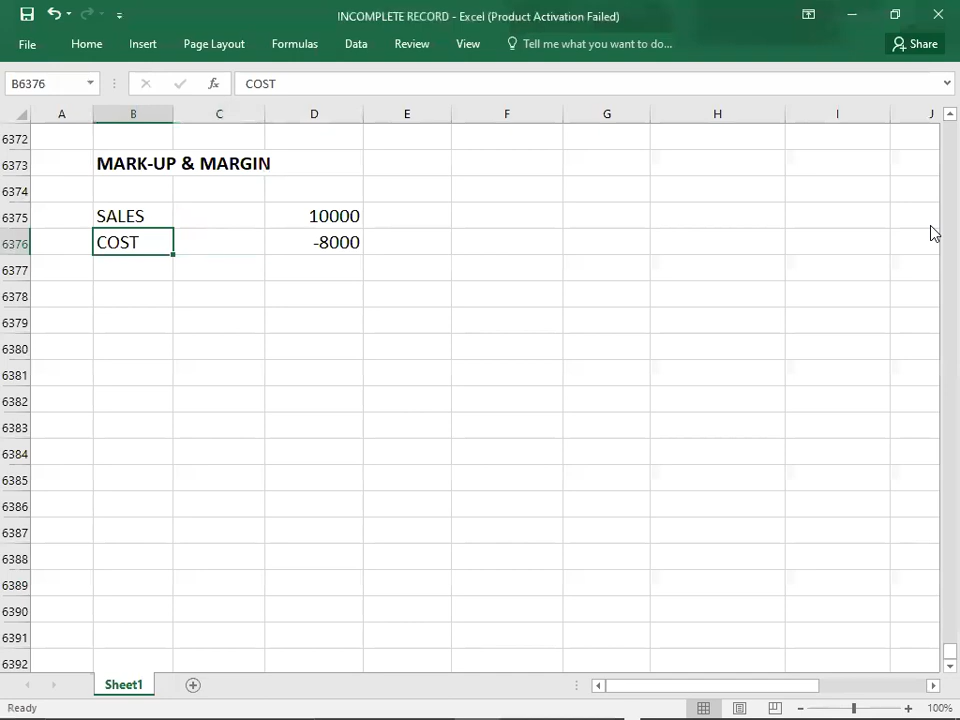 INCOMPLETE RECORD - Excel (Product Activation Failed)
File Home Insert Page Layout Formulas Data Review View Tell me what you want to do... Share
B6376 fx COST
A B C D E F G H I J
6372
6373 MARK-UP & MARGIN
6374
6375 SALES 10000
6376 COST -8000
6377
6378
6379
6380
6381
6382
6383
6384
6385
6386
6387
6388
6389
6390
6391
6392
Sheet1
Ready 100%